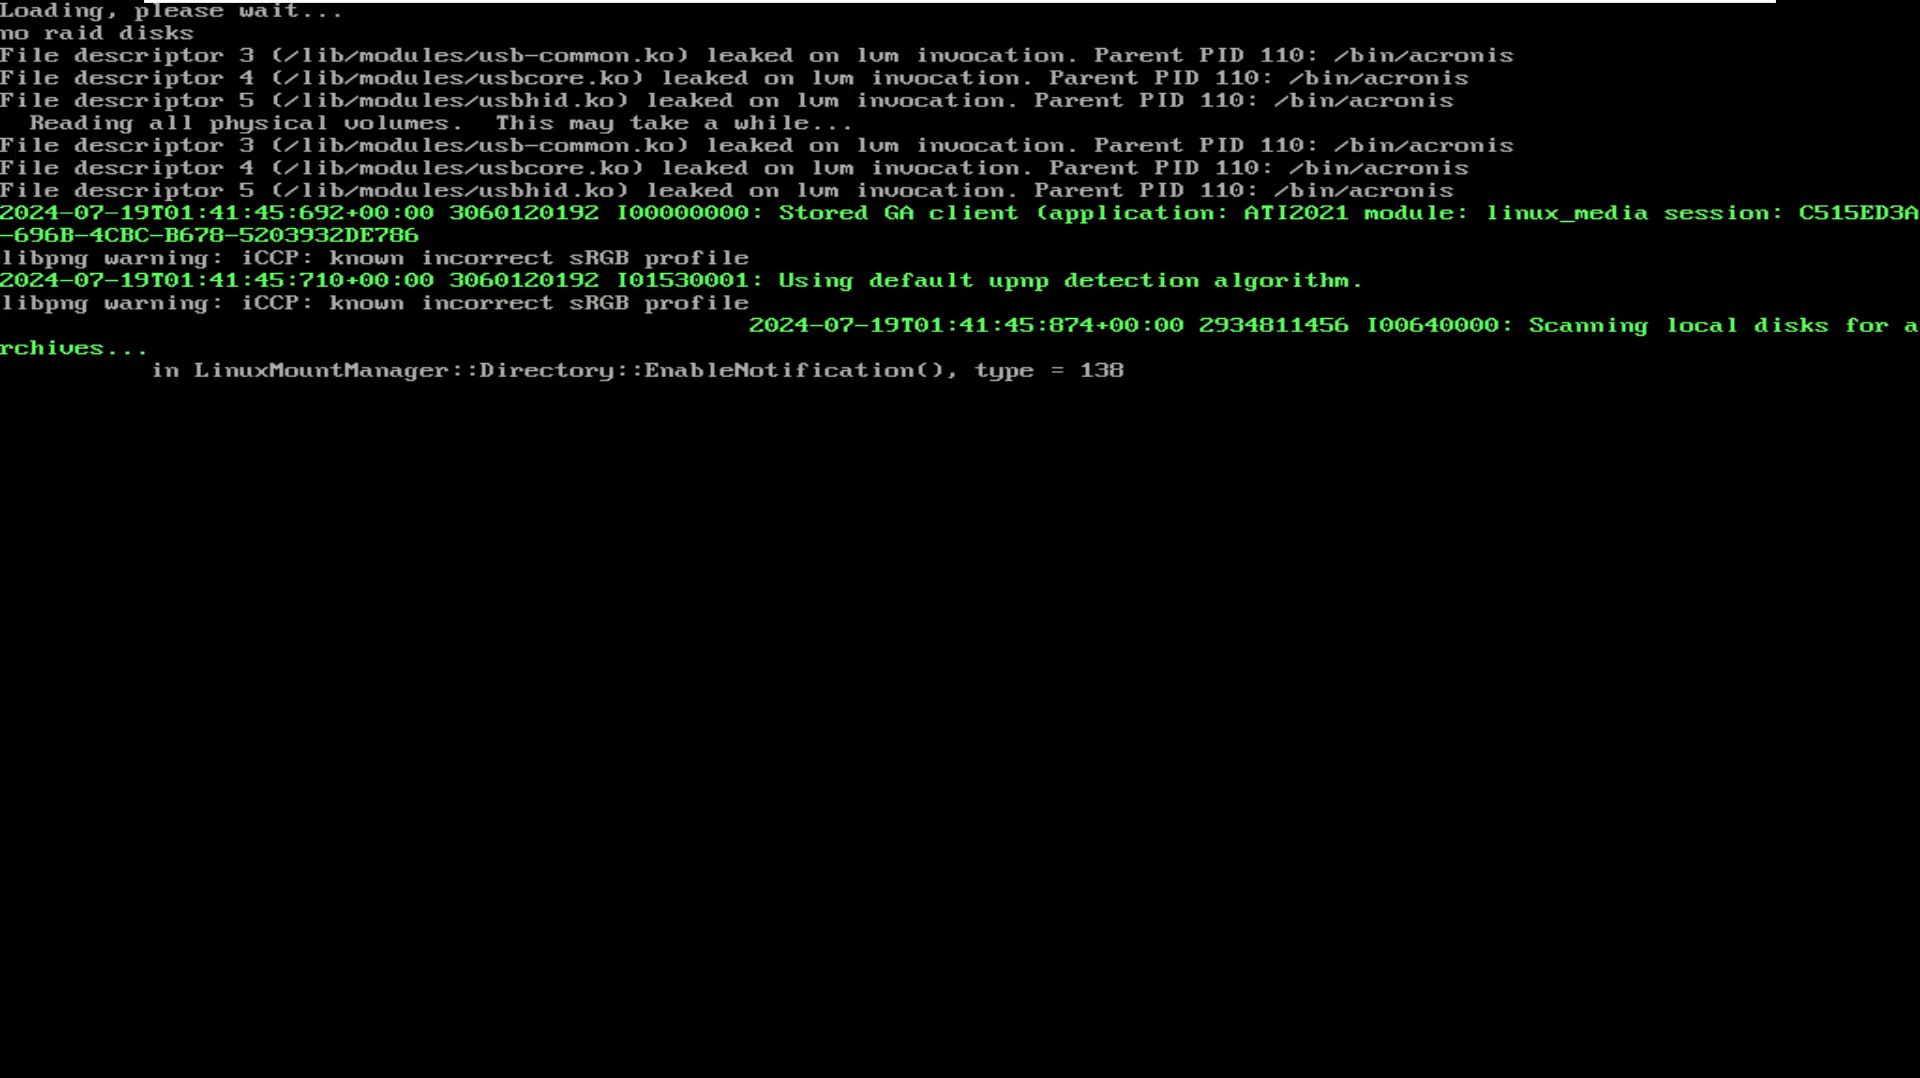 Loading, please wait...
no raid disks
File descriptor 3 (/lib/modules/usb-common.ko) leaked on lvm invocation. Parent PID 110: /bin/acronis
File descriptor 4 (/lib/modules/usbcore.ko) leaked on lvm invocation. Parent PID 110: /bin/acronis
File descriptor 5 (/lib/modules/usbhid.ko) leaked on lvm invocation. Parent PID 110: /bin/acronis
  Reading all physical volumes.  This may take a while...
File descriptor 3 (/lib/modules/usb-common.ko) leaked on lvm invocation. Parent PID 110: /bin/acronis
File descriptor 4 (/lib/modules/usbcore.ko) leaked on lvm invocation. Parent PID 110: /bin/acronis
File descriptor 5 (/lib/modules/usbhid.ko) leaked on lvm invocation. Parent PID 110: /bin/acronis
2024-07-19T01:41:45:692+00:00 3060120192 I00000000: Stored GA client (application: ATI2021 module: linux_media session: C515ED3A
-696B-4CBC-B678-5203932DE786
libpng warning: iCCP: known incorrect sRGB profile
2024-07-19T01:41:45:710+00:00 3060120192 I01530001: Using default upnp detection algorithm.
libpng warning: iCCP: known incorrect sRGB profile
2024-07-19T01:41:45:874+00:00 2934811456 I00640000: Scanning local disks for a
rchives...
in LinuxMountManager::Directory::EnableNotification(), type = 138